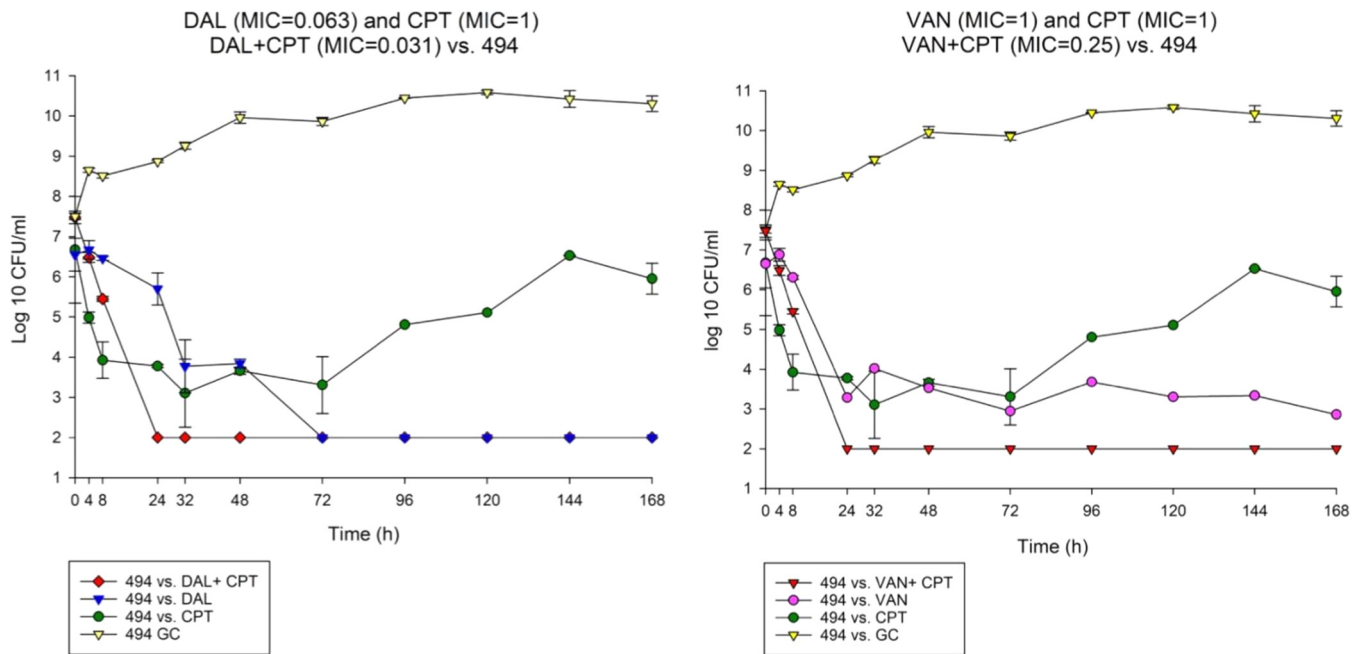 DAL (MIC=0.063) and CPT (MIC=1)
DAL+CPT (MIC=0.031) vs. 494
Log 10 CFU/ml
11
10
9
8
7
6
5
4
3
2
1
0 4 8 24 32 48 72 96 120 144 168
Time (h)
494 vs. DAL+ CPT
494 vs. DAL
494 vs. CPT
494 GC
VAN (MIC=1) and CPT (MIC=1)
VAN+CPT (MIC=0.25) vs. 494
log 10 CFU/ml
11
10
9
8
7
6
5
4
3
2
1
0 4 8 24 32 48 72 96 120 144 168
Time (h)
494 vs. VAN+ CPT
494 vs. VAN
494 vs. CPT
494 vs. GC